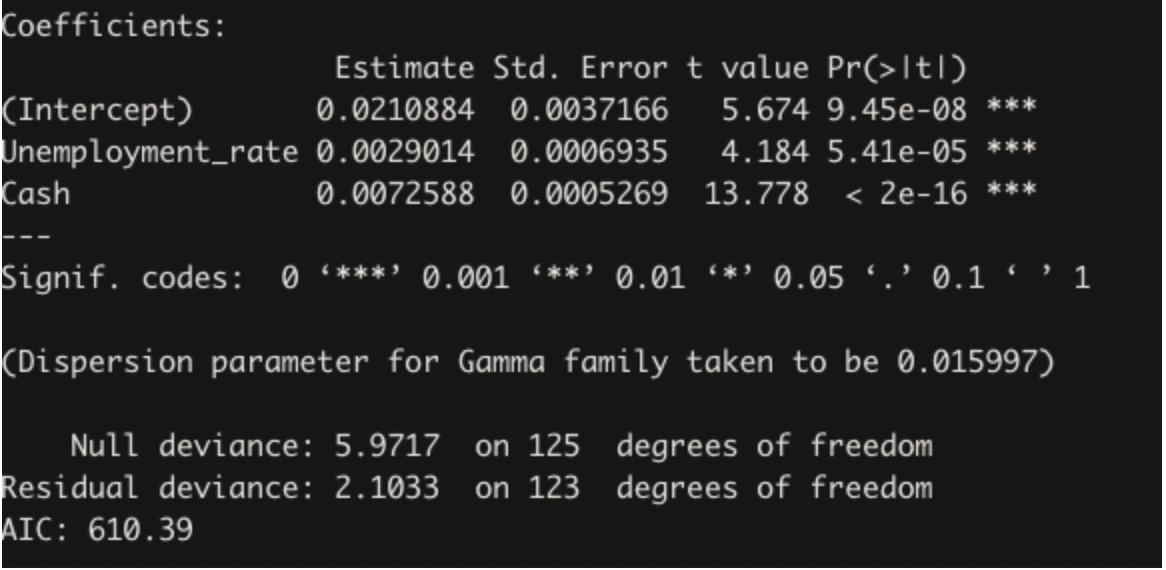 Coefficients:
Estimate Std. Error t value Pr(>|t|)
(Intercept) 0.0210884 0.0037166 5.674 9.45e-08 ***
Unemployment_rate 0.0029014 0.0006935 4.184 5.41e-05 ***
Cash 0.0072588 0.0005269 13.778 < 2e-16 ***
---
Signif. codes: 0 ‘***’ 0.001 ‘**’ 0.01 ‘*’ 0.05 ‘.’ 0.1 ‘ ’ 1
(Dispersion parameter for Gamma family taken to be 0.015997)
Null deviance: 5.9717 on 125 degrees of freedom
Residual deviance: 2.1033 on 123 degrees of freedom
AIC: 610.39